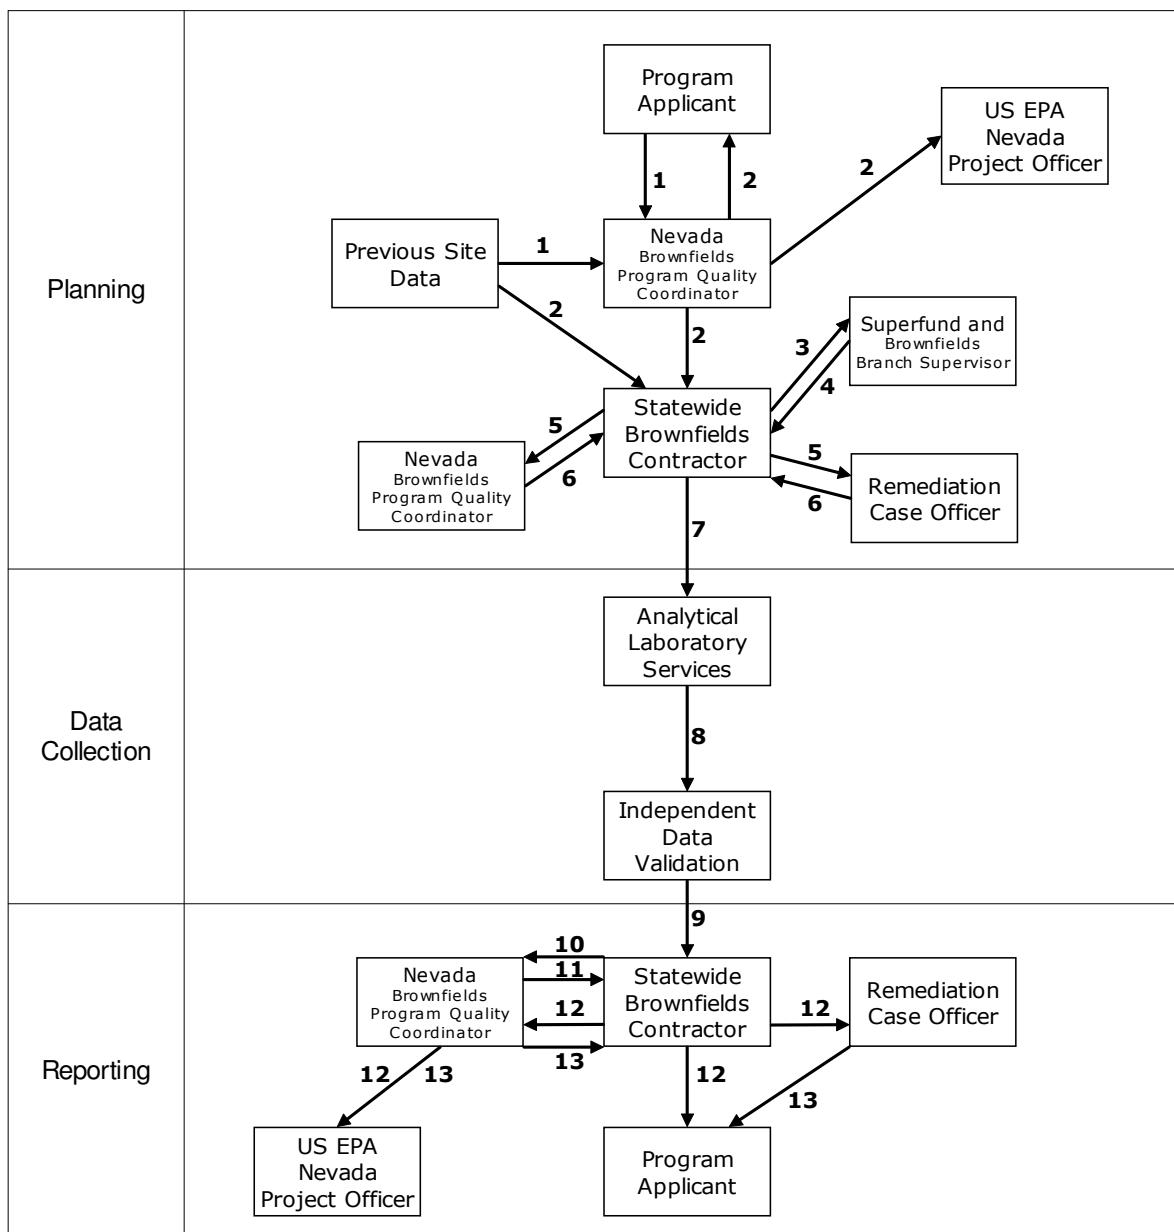 Planning
Program
Applicant
US EPA
Nevada
Project Officer
1
2
2
Previous Site
Data
1
Nevada
Brownfields
Program Quality
Coordinator
2
2
Superfund and
Brownfields
Branch Supervisor
3
4
Statewide
Brownfields
Contractor
5
6
Nevada
Brownfields
Program Quality
Coordinator
5
6
Remediation
Case Officer
7
Data
Collection
Analytical
Laboratory
Services
8
Independent
Data
Validation
9
Reporting
Nevada
Brownfields
Program Quality
Coordinator
10
11
12
13
Statewide
Brownfields
Contractor
12
Remediation
Case Officer
12
13
12
13
US EPA
Nevada
Project Officer
Program
Applicant